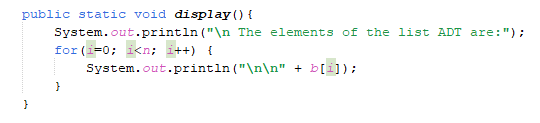 public static void display(){
System.out.println("\n The elements of the list ADT are:");
for(i=0; i<n; i++) {
System.out.println("\n\n" + b[i]);
}
}